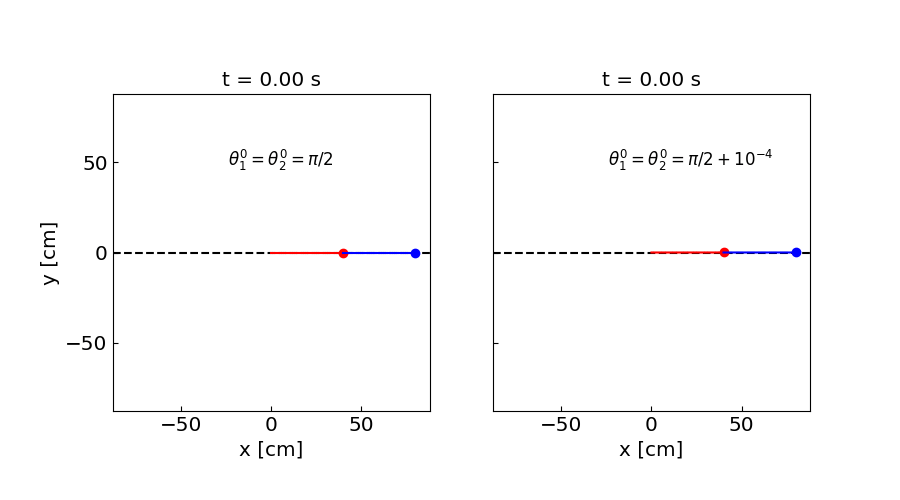 t = 0.00 s
t = 0.00 s
θ₁⁰ = θ₂⁰ = π/2
θ₁⁰ = θ₂⁰ = π/2 + 10⁻⁴
50
0
−50
y [cm]
−50 0 50
−50 0 50
x [cm]
x [cm]